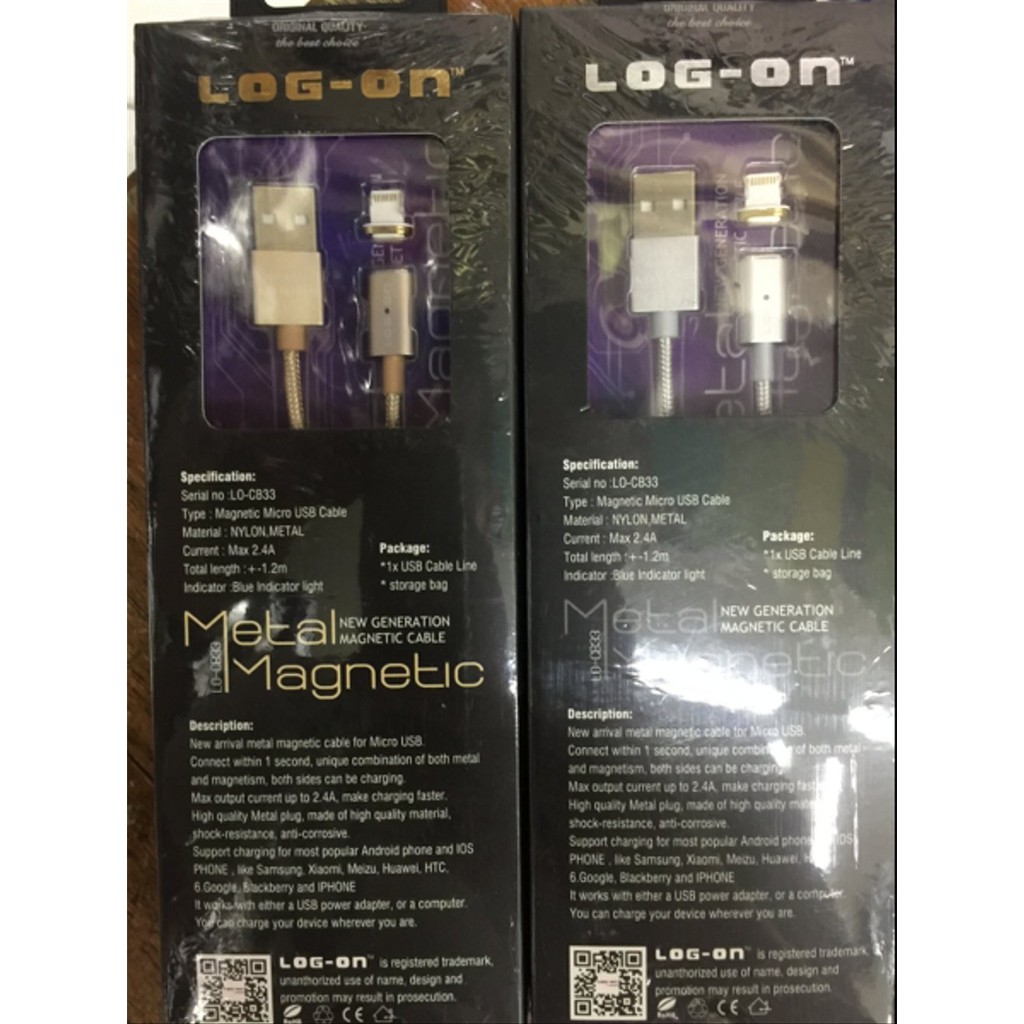 ORIGINAL QUALITY
the best choice
LOG-ON™
Specification:
Serial no :LO-CB33
Type : Magnetic Micro USB Cable
Material : NYLON,METAL
Current : Max 2.4A
Total length :+-1.2m
Indicator :Blue Indicator light
Package:
*1x USB Cable Line
* storage bag
Metal
NEW GENERATION
MAGNETIC CABLE
LO-CB33
Magnetic
Description:
New arrival metal magnetic cable for Micro USB.
Connect within 1 second, unique combination of both metal
and magnetism, both sides can be charging.
Max output current up to 2.4A, make charging faster.
High quality Metal plug, made of high quality material,
shock-resistance, anti-corrosive.
Support charging for most popular Android phone and IOS
PHONE , like Samsung, Xiaomi, Meizu, Huawei, HTC,
6.Google, Blackberry and IPHONE
It works with either a USB power adapter, or a computer.
You can charge your device wherever you are.
LOG-ON™ is registered trademark,
unauthorized use of name, design and
promotion may result in prosecution.
RoHS
CE
ORIGINAL QUALITY
the best choice
LOG-ON™
GENERATION
Metal
Specification:
Serial no :LO-CB33
Type : Magnetic Micro USB Cable
Material : NYLON,METAL
Current : Max 2.4A
Total length :+-1.2m
Indicator :Blue Indicator light
Package:
*1x USB Cable Line
* storage bag
Metal
NEW GENERATION
MAGNETIC CABLE
LO-CB33
Magnetic
Description:
New arrival metal magnetic cable for Micro USB.
Connect within 1 second, unique combination of both metal
and magnetism, both sides can be charging.
Max output current up to 2.4A, make charging faster.
High quality Metal plug, made of high quality
shock-resistance, anti-corrosive.
Support charging for most popular Android phone and IOS
PHONE , like Samsung, Xiaomi, Meizu, Huawei,
6.Google, Blackberry and IPHONE
It works with either a USB power adapter, or a computer.
You can charge your device wherever you are.
LOG-ON™ is registered trademark,
unauthorized use of name, design and
promotion may result in prosecution.
RoHS
CE